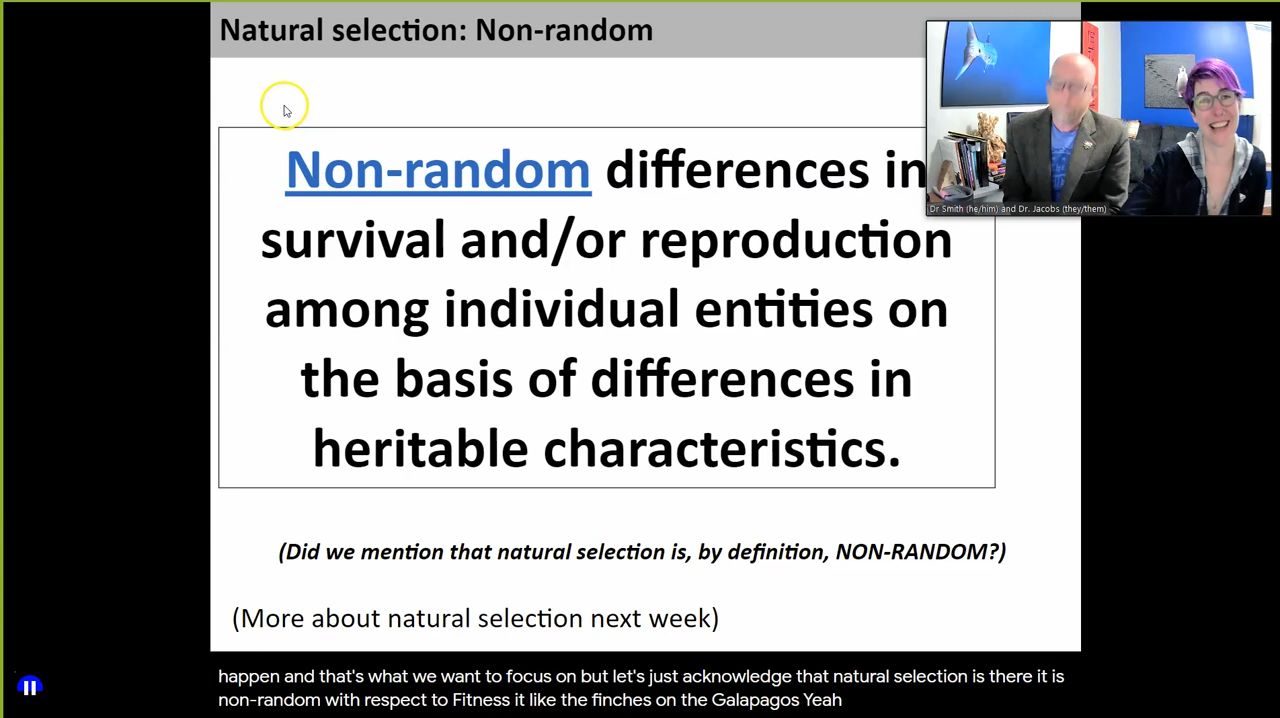 Natural selection: Non-random
Non-random differences in
survival and/or reproduction
among individual entities on
the basis of differences in
heritable characteristics.
Dr Smith (he/him) and Dr. Jacobs (they/them)
(Did we mention that natural selection is, by definition, NON-RANDOM?)
(More about natural selection next week)
happen and that's what we want to focus on but let's just acknowledge that natural selection is there it is
non-random with respect to Fitness it like the finches on the Galapagos Yeah